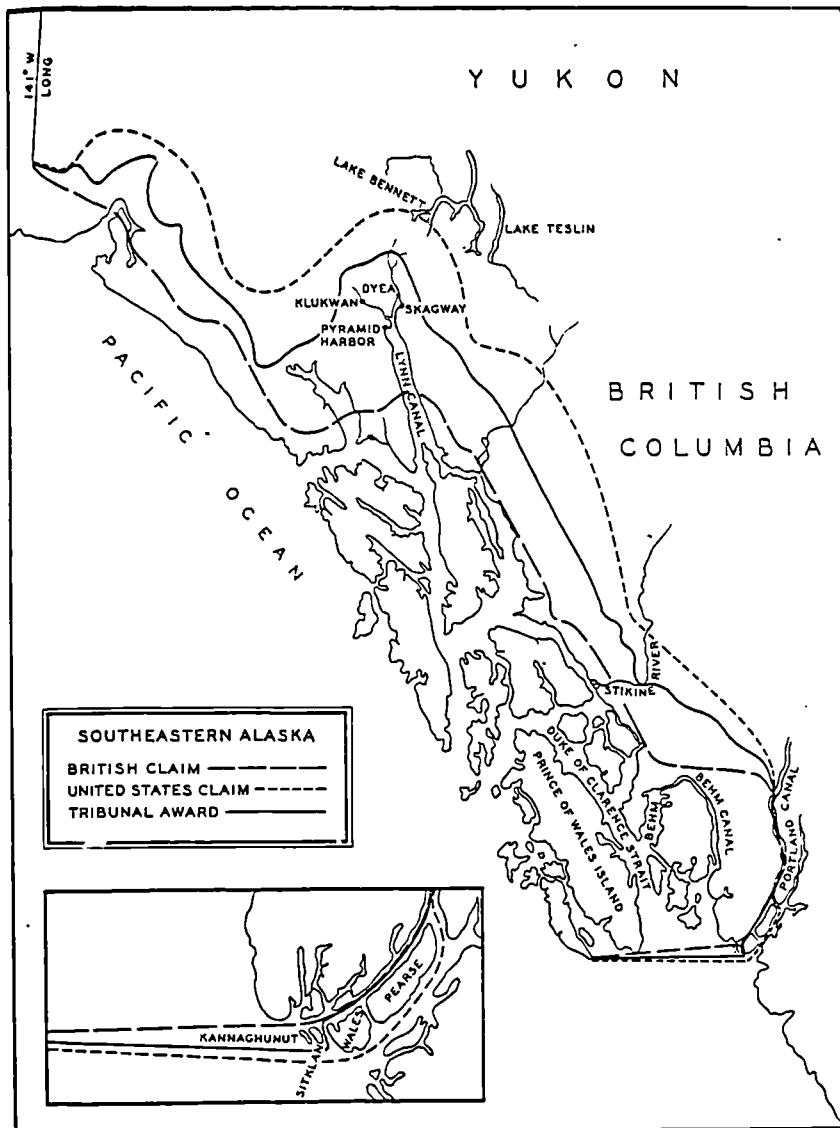 141° W
LONG
YUKON
LAKE BENNETT
LAKE TESLIN
DYEA
KLUKWAN
SKAGWAY
PYRAMID
HARBOR
LYNN CANAL
PACIFIC OCEAN
BRITISH
COLUMBIA
STIKINE
RIVER
DUKE OF CLARENCE STRAIT
PRINCE OF WALES ISLAND
BEHM
BEHM CANAL
PORTLAND CANAL
SOUTHEASTERN ALASKA
BRITISH CLAIM
UNITED STATES CLAIM
TRIBUNAL AWARD
PEARSE
WALES
KANNAGHUNUT
SITKLAN